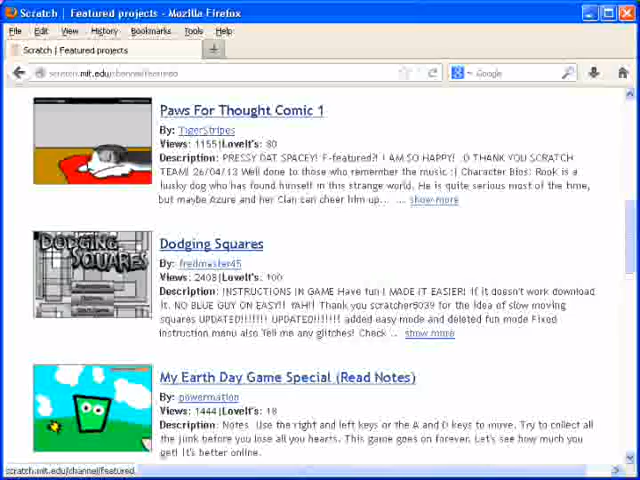 Scratch | Featured projects - Mozilla Firefox
File Edit View History Bookmarks Tools Help
Scratch | Featured projects
scratch.mit.edu/channel/featured
Google
Paws For Thought Comic 1
By: TigerStripes
Views: 1155|LoveIt's: 80
Description: PRESSY DAT SPACEY! F-featured?! I AM SO HAPPY! :D THANK YOU SCRATCH
TEAM! 26/04/13 Well done to those who remember the music :| Character Bios: Rook is a
lusky dog who has found himself in this strange world. He is quite serious most of the time,
but maybe Azure and her Clan can cheer him up... ... show more
DODGING
SQUARES
Dodging Squares
By: fredmaster45
Views: 2403|LoveIt's: 100
Description: INSTRUCTIONS IN GAME Have fun I MADE IT EASIER! If it doesn't work download
it. NO BLUE GUY ON EASY!! YAH!! Thank you scratcher5039 for the idea of slow moving
squares UPDATED!!!!!!! UPDATED!!!!!!! added easy mode and deleted fun mode Fixed
Instruction menu also Tell me any glitches! Check ... show more
My Earth Day Game Special (Read Notes)
By: powermation
Views: 1444|LoveIt's: 18
Description: Notes Use the right and left keys or the A and D keys to move. Try to collect all
the junk before you lose all you hearts. This game goes on forever. Let's see how much you
get! It's better online.
scratch.mit.edu/channel/featured